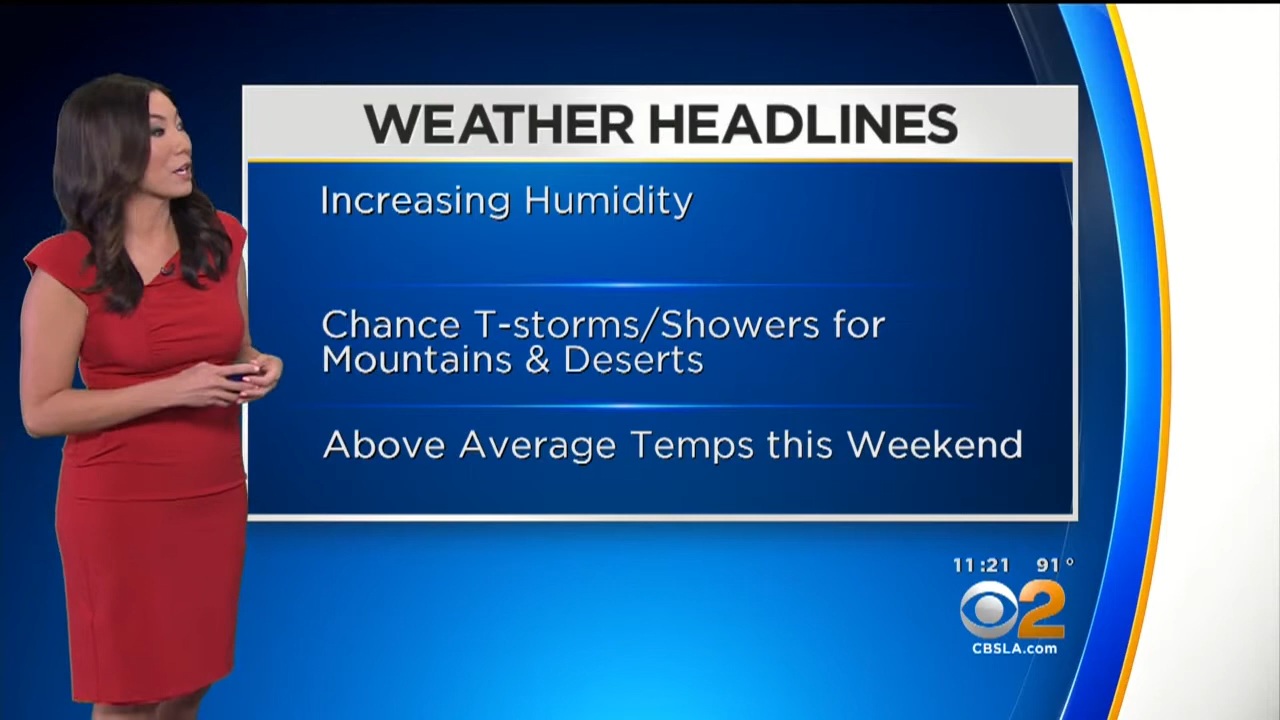 WEATHER HEADLINES
Increasing Humidity
Chance T-storms/Showers for
Mountains & Deserts
Above Average Temps this Weekend
11:21 91°
2
CBSLA.com